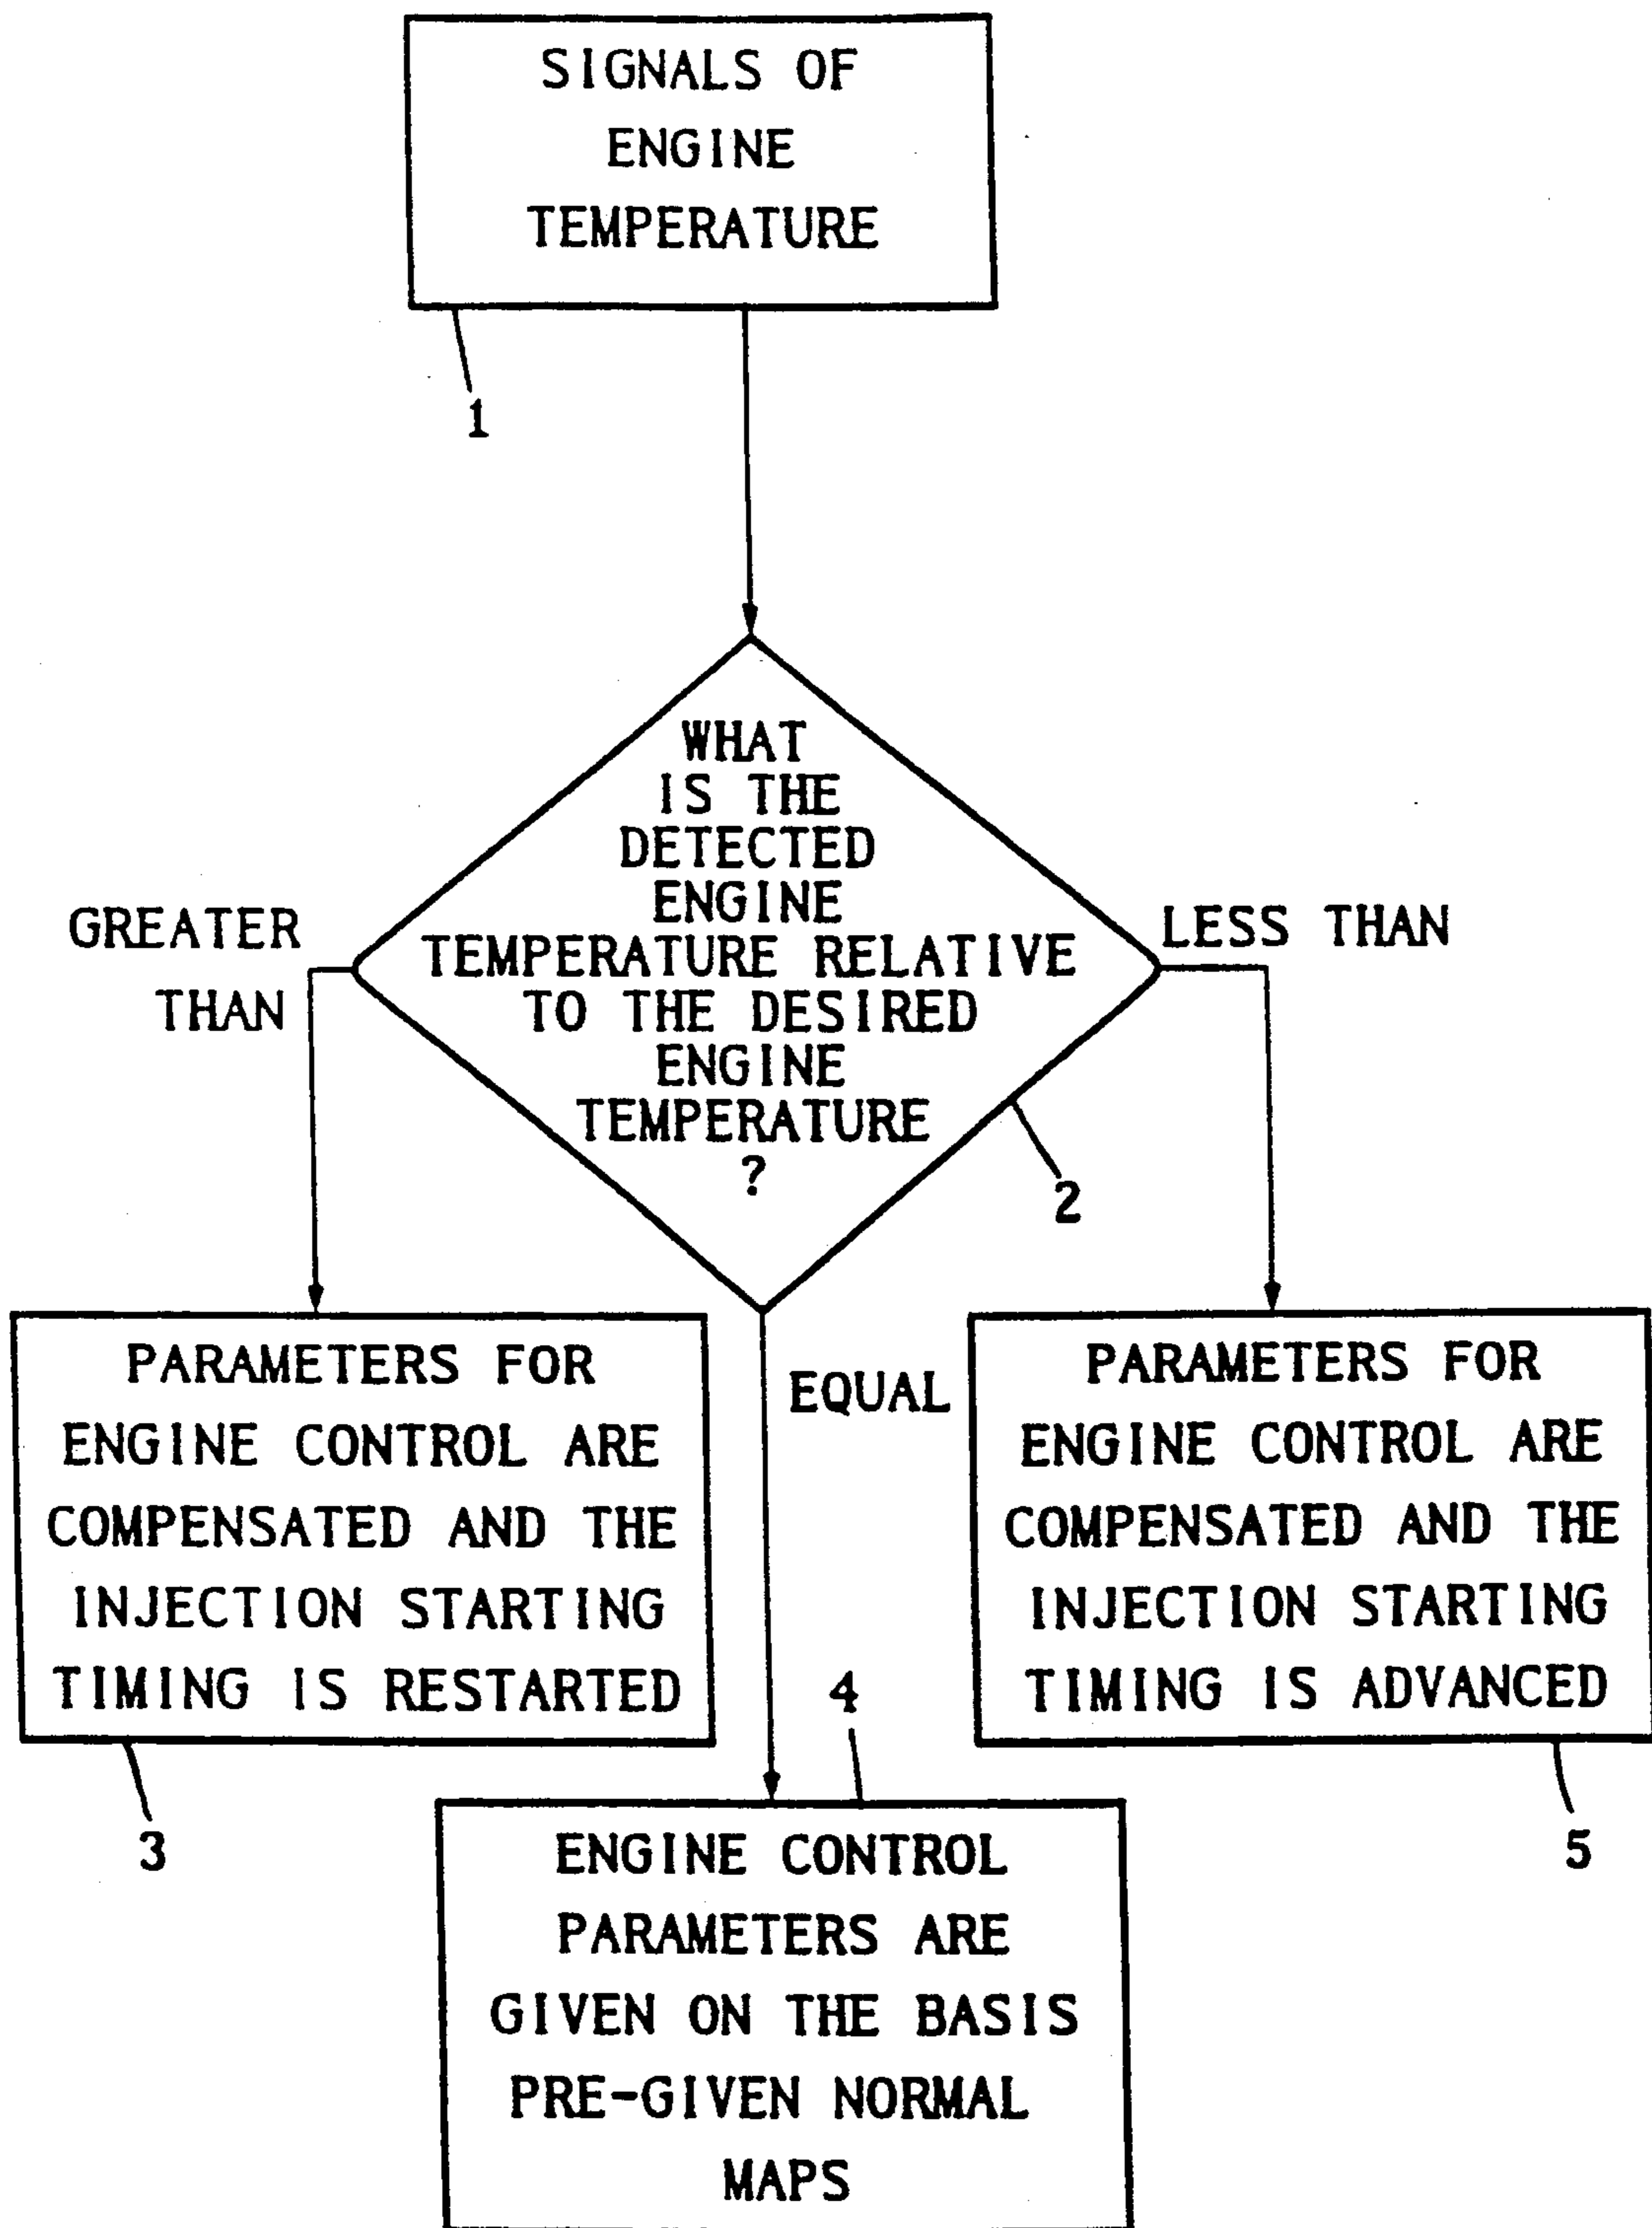 SIGNALS OF
ENGINE
TEMPERATURE
1
WHAT
IS THE
DETECTED
ENGINE
TEMPERATURE RELATIVE
TO THE DESIRED
ENGINE
TEMPERATURE
?
GREATER
THAN
LESS THAN
2
EQUAL
PARAMETERS FOR
ENGINE CONTROL ARE
COMPENSATED AND THE
INJECTION STARTING
TIMING IS RESTARTED
3
PARAMETERS FOR
ENGINE CONTROL ARE
COMPENSATED AND THE
INJECTION STARTING
TIMING IS ADVANCED
5
4
ENGINE CONTROL
PARAMETERS ARE
GIVEN ON THE BASIS
PRE-GIVEN NORMAL
MAPS